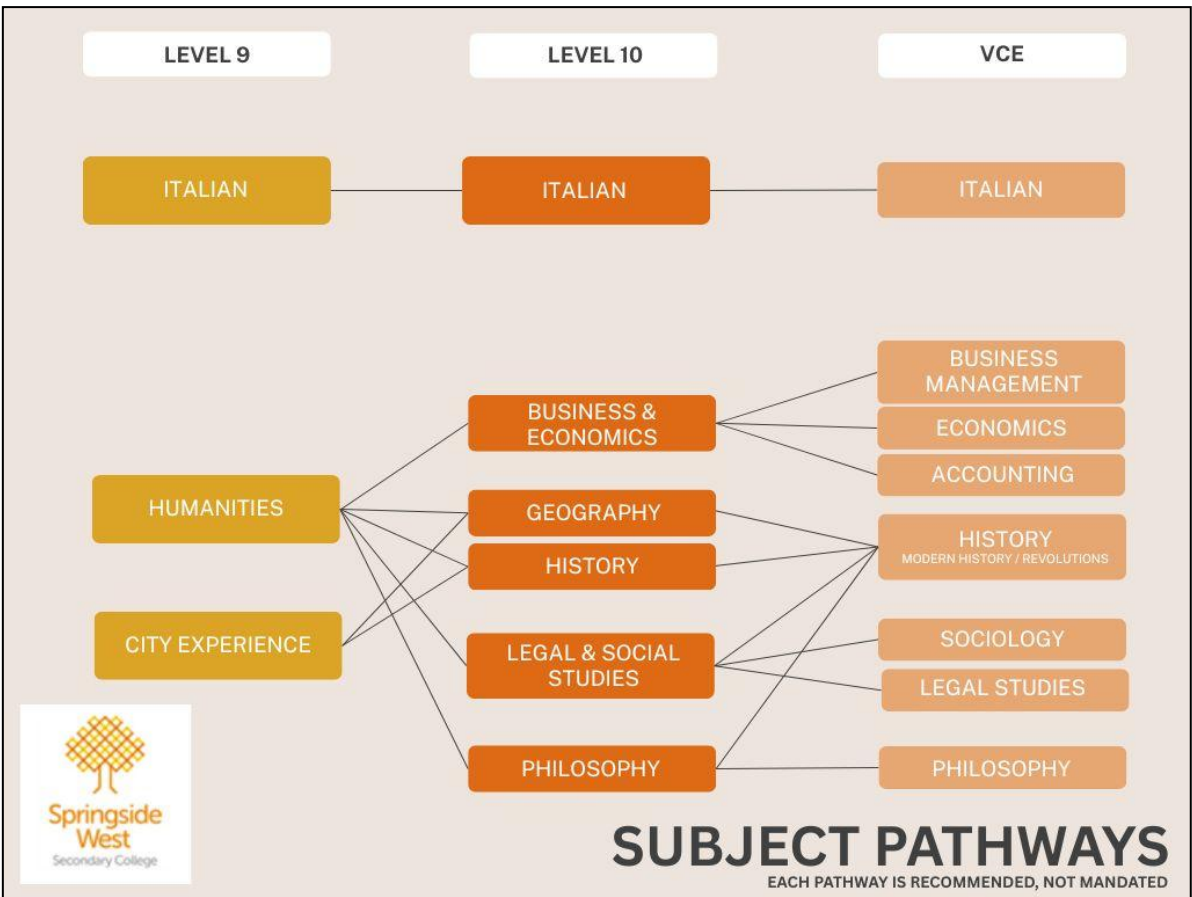 LEVEL 9
LEVEL 10
VCE
ITALIAN
ITALIAN
ITALIAN
BUSINESS
MANAGEMENT
BUSINESS &
ECONOMICS
ECONOMICS
ACCOUNTING
HUMANITIES
GEOGRAPHY
HISTORY
MODERN HISTORY / REVOLUTIONS
HISTORY
CITY EXPERIENCE
LEGAL & SOCIAL
STUDIES
SOCIOLOGY
LEGAL STUDIES
PHILOSOPHY
PHILOSOPHY
Springside
West
Secondary College
SUBJECT PATHWAYS
EACH PATHWAY IS RECOMMENDED, NOT MANDATED